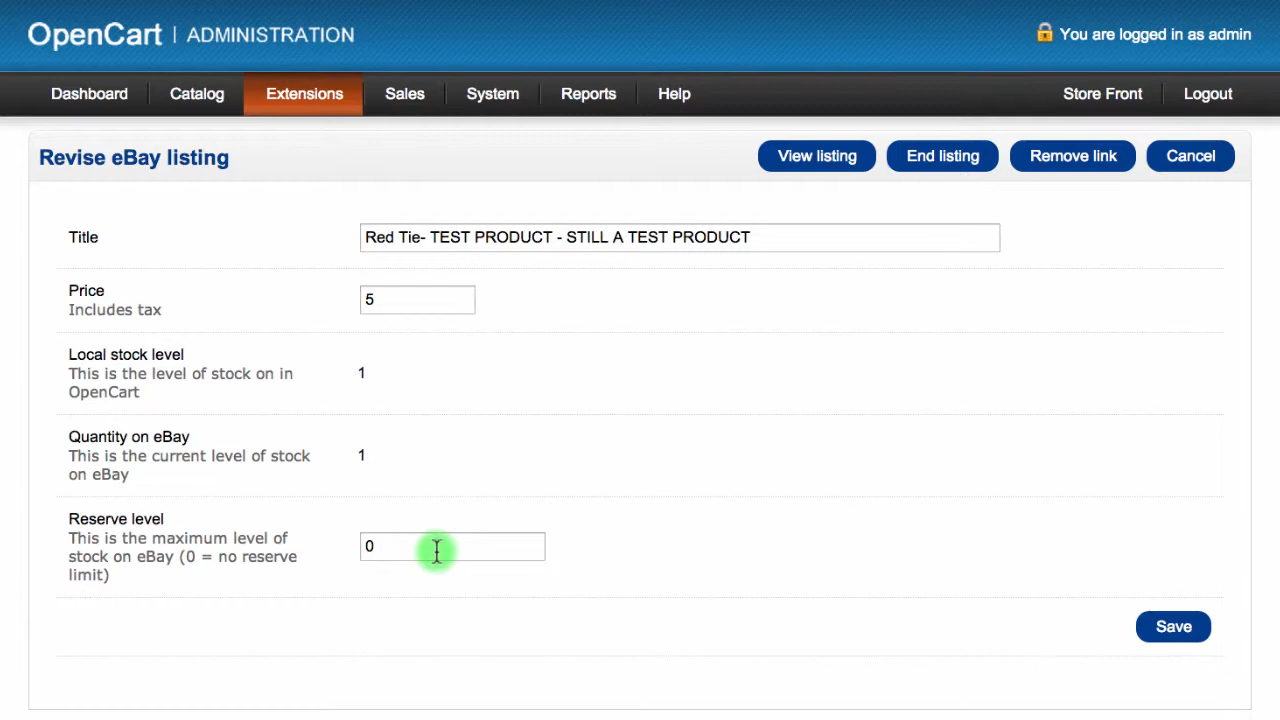 OpenCart | ADMINISTRATION
You are logged in as admin
Dashboard Catalog Extensions Sales System Reports Help Store Front Logout
Revise eBay listing View listing End listing Remove link Cancel
Title Red Tie- TEST PRODUCT - STILL A TEST PRODUCT
Price
Includes tax
5
Local stock level
This is the level of stock on in
OpenCart
1
Quantity on eBay
This is the current level of stock
on eBay
1
Reserve level
This is the maximum level of
stock on eBay (0 = no reserve
limit)
0
Save